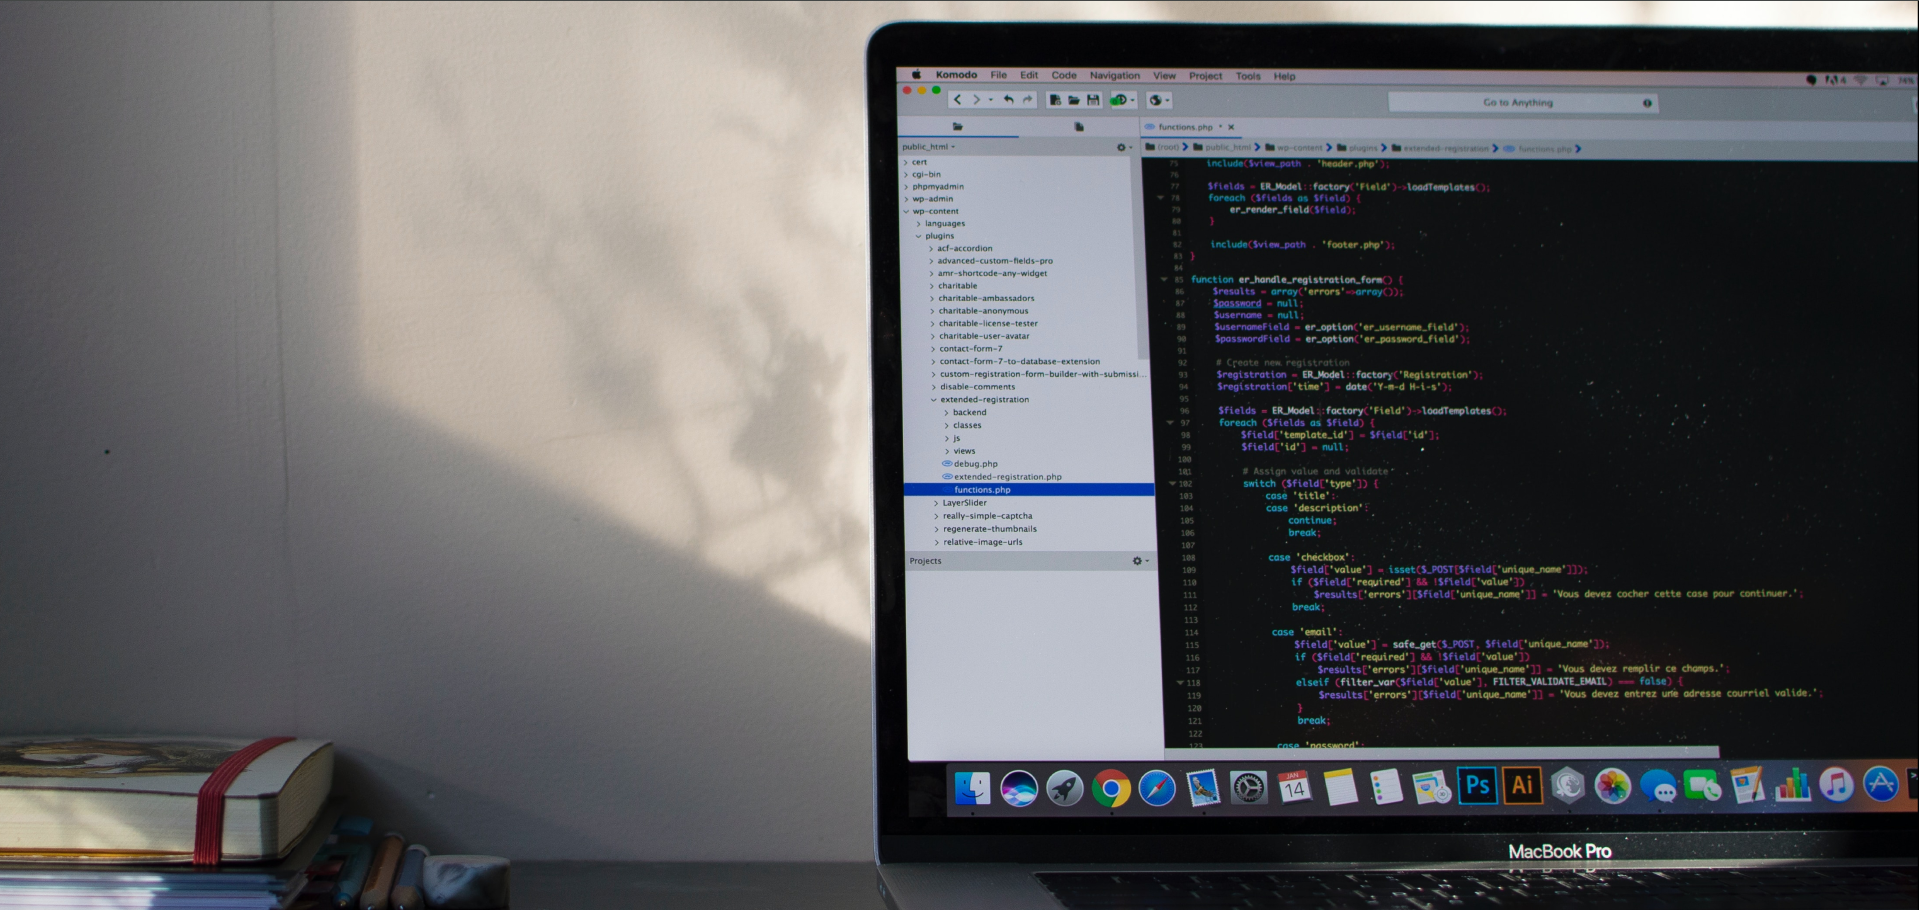 Komodo File Edit Code Navigation View Project Tools Help
Go to Anything
functions.php * ×
public_html
(root) public_html wp-content plugins extended-registration functions.php
cert
cgi-bin
phpmyadmin
wp-admin
wp-content
languages
plugins
acf-accordion
advanced-custom-fields-pro
amr-shortcode-any-widget
charitable
charitable-ambassadors
charitable-anonymous
charitable-license-tester
charitable-user-avatar
contact-form-7
contact-form-7-to-database-extension
custom-registration-form-builder-with-submissi...
disable-comments
extended-registration
backend
classes
js
views
debug.php
extended-registration.php
functions.php
LayerSlider
really-simple-captcha
regenerate-thumbnails
relative-image-urls
Projects
75 include($view_path . 'header.php');
76
77 $fields = ER_Model::factory('Field')->loadTemplates();
78 foreach ($fields as $field) {
79 er_render_field($field);
80 }
81
82 include($view_path . 'footer.php');
83 }
84
85 function er_handle_registration_form() {
86 $results = array('errors'=>array());
87 $password = null;
88 $username = null;
89 $usernameField = er_option('er_username_field');
90 $passwordField = er_option('er_password_field');
91
92 # Create new registration
93 $registration = ER_Model::factory('Registration');
94 $registration['time'] = date('Y-m-d H-i-s');
95
96 $fields = ER_Model::factory('Field')->loadTemplates();
97 foreach ($fields as $field) {
98 $field['template_id'] = $field['id'];
99 $field['id'] = null;
100
101 # Assign value and validate
102 switch ($field['type']) {
103 case 'title':
104 case 'description':
105 continue;
106 break;
107
108 case 'checkbox':
109 $field['value'] = isset($_POST[$field['unique_name']]);
110 if ($field['required'] && !$field['value'])
111 $results['errors'][$field['unique_name']] = 'Vous devez cocher cette case pour continuer.';
112 break;
113
114 case 'email':
115 $field['value'] = safe_get($_POST, $field['unique_name']);
116 if ($field['required'] && !$field['value'])
117 $results['errors'][$field['unique_name']] = 'Vous devez remplir ce champs.';
118 elseif (filter_var($field['value'], FILTER_VALIDATE_EMAIL) === false) {
119 $results['errors'][$field['unique_name']] = 'Vous devez entrez une adresse courriel valide.';
120 }
121 break;
122
123 case 'password':
JAN
14
Ps
Ai
MacBook Pro